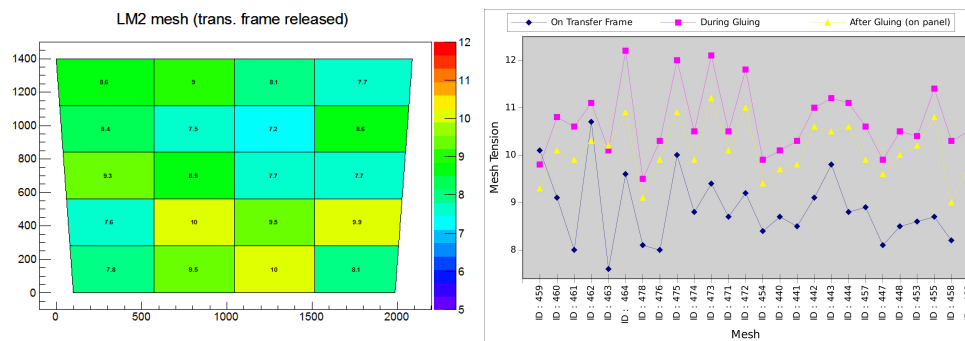 LM2 mesh (trans. frame released)
1400
1200
1000
800
600
400
200
0
0 500 1000 1500 2000
8.6 9 8.1 7.7
8.4 7.5 7.2 8.6
9.3 8.5 7.7 7.7
7.6 10 9.5 9.9
7.8 9.5 10 8.1
12
11
10
9
8
7
6
5
On Transfer Frame During Gluing After Gluing (on panel)
Mesh Tension
12
11
10
9
8
ID : 459
ID : 460
ID : 461
ID : 462
ID : 463
ID : 464
ID : 478
ID : 476
ID : 475
ID : 474
ID : 473
ID : 471
ID : 472
ID : 454
ID : 440
ID : 441
ID : 442
ID : 443
ID : 444
ID : 457
ID : 447
ID : 448
ID : 453
ID : 455
ID : 458
Mesh